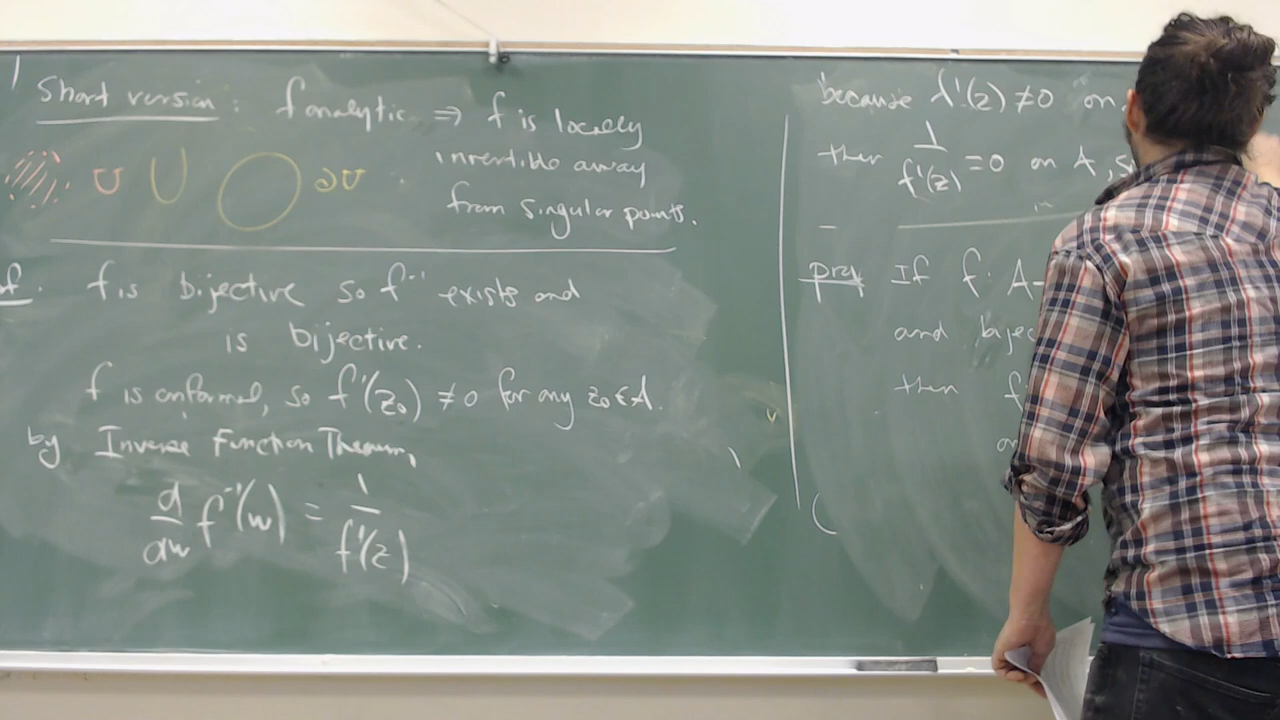 Short version: f analytic ⇒ f is locally
invertible away
from singular points.
f is bijective so f⁻¹ exists and
is bijective.
f is conformal, so f'(z₀) ≠ 0 for any z₀ ∈ A.
by Inverse Function Theorem,
d/dw f⁻¹(w) = 1/f'(z)
because f'(z) ≠ 0 on
then 1/f'(z) = 0 on A, s
prop If f: A
and bijec
then f